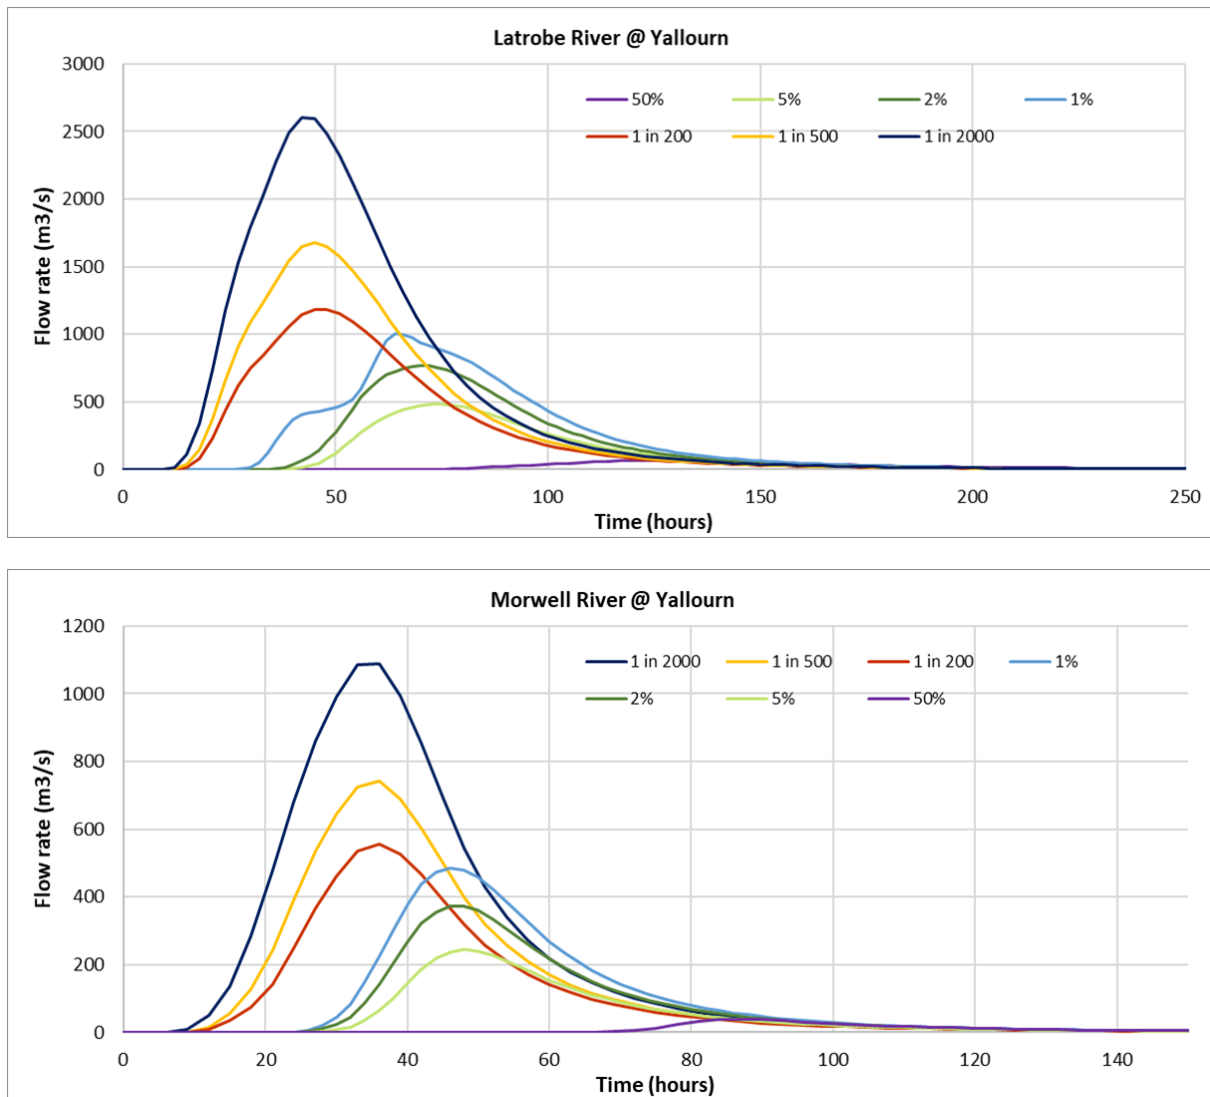 Latrobe River @ Yallourn
3000
2500
2000
1500
1000
500
0
Flow rate (m3/s)
50% 5% 2% 1%
1 in 200 1 in 500 1 in 2000
0 50 100 150 200 250
Time (hours)
Morwell River @ Yallourn
1200
1000
800
600
400
200
0
Flow rate (m3/s)
1 in 2000 1 in 500 1 in 200 1%
2% 5% 50%
0 20 40 60 80 100 120 140
Time (hours)